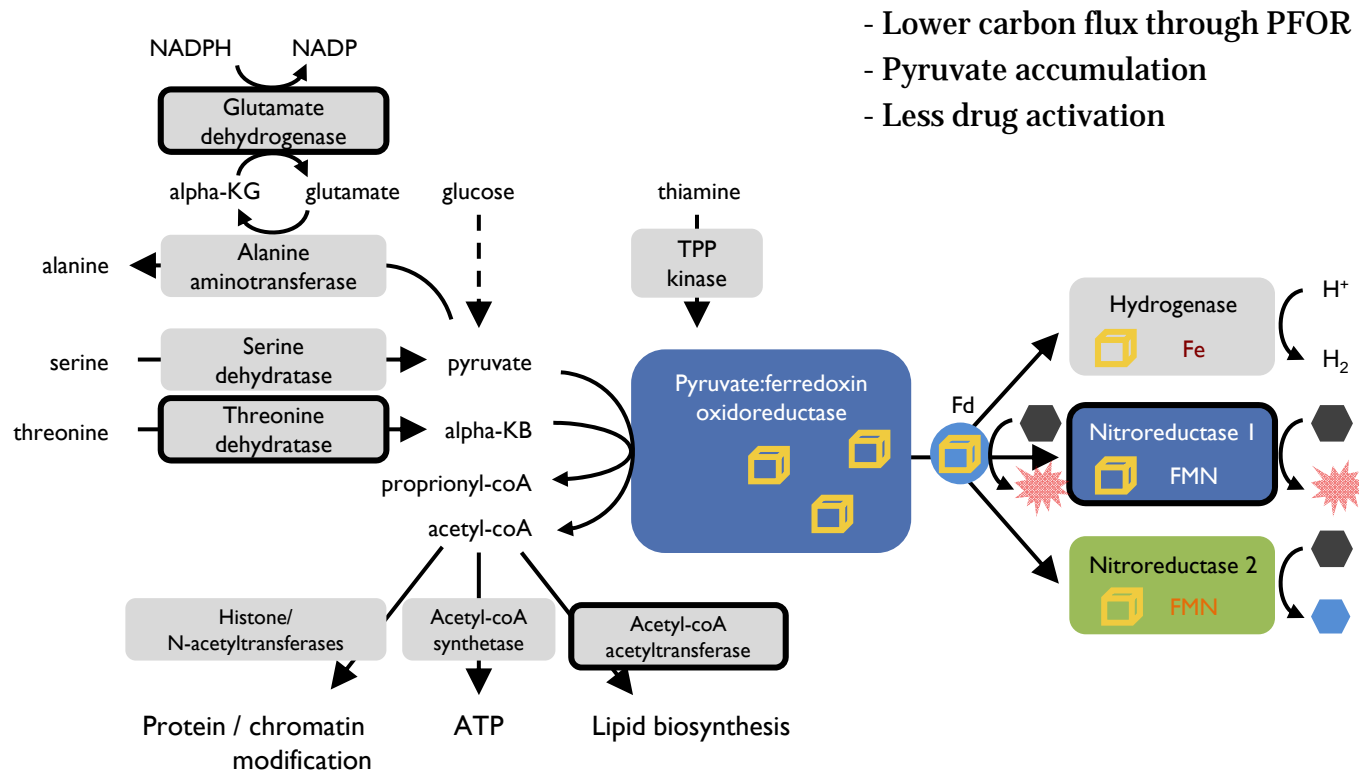 - Lower carbon flux through PFOR
- Pyruvate accumulation
- Less drug activation
NADPH
NADP
Glutamate
dehydrogenase
alpha-KG
glutamate
glucose
thiamine
alanine
Alanine
aminotransferase
TPP
kinase
serine
Serine
dehydratase
pyruvate
threonine
Threonine
dehydratase
alpha-KB
proprionyl-coA
acetyl-coA
Pyruvate:ferredoxin
oxidoreductase
Fd
Hydrogenase
Fe
H⁺
H₂
Nitroreductase 1
FMN
Nitroreductase 2
FMN
Histone/
N-acetyltransferases
Acetyl-coA
synthetase
Acetyl-coA
acetyltransferase
Protein / chromatin
modification
ATP
Lipid biosynthesis